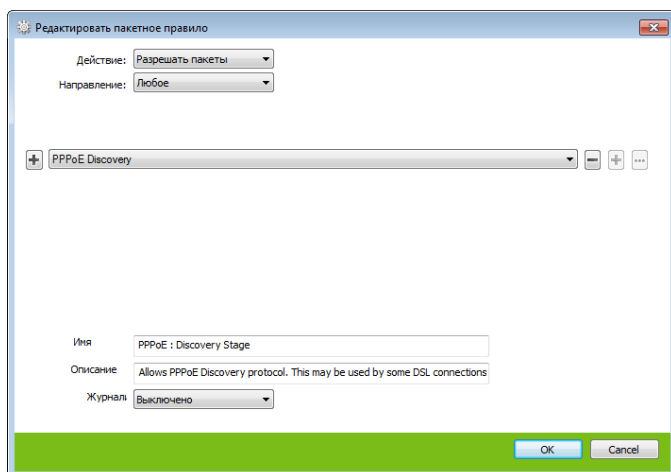 Редактировать пакетное правило
Действие: Разрешать пакеты
Направление: Любое
PPPoE Discovery
Имя PPPoE : Discovery Stage
Описание Allows PPPoE Discovery protocol. This may be used by some DSL connections
Журнали Выключено
OK Cancel